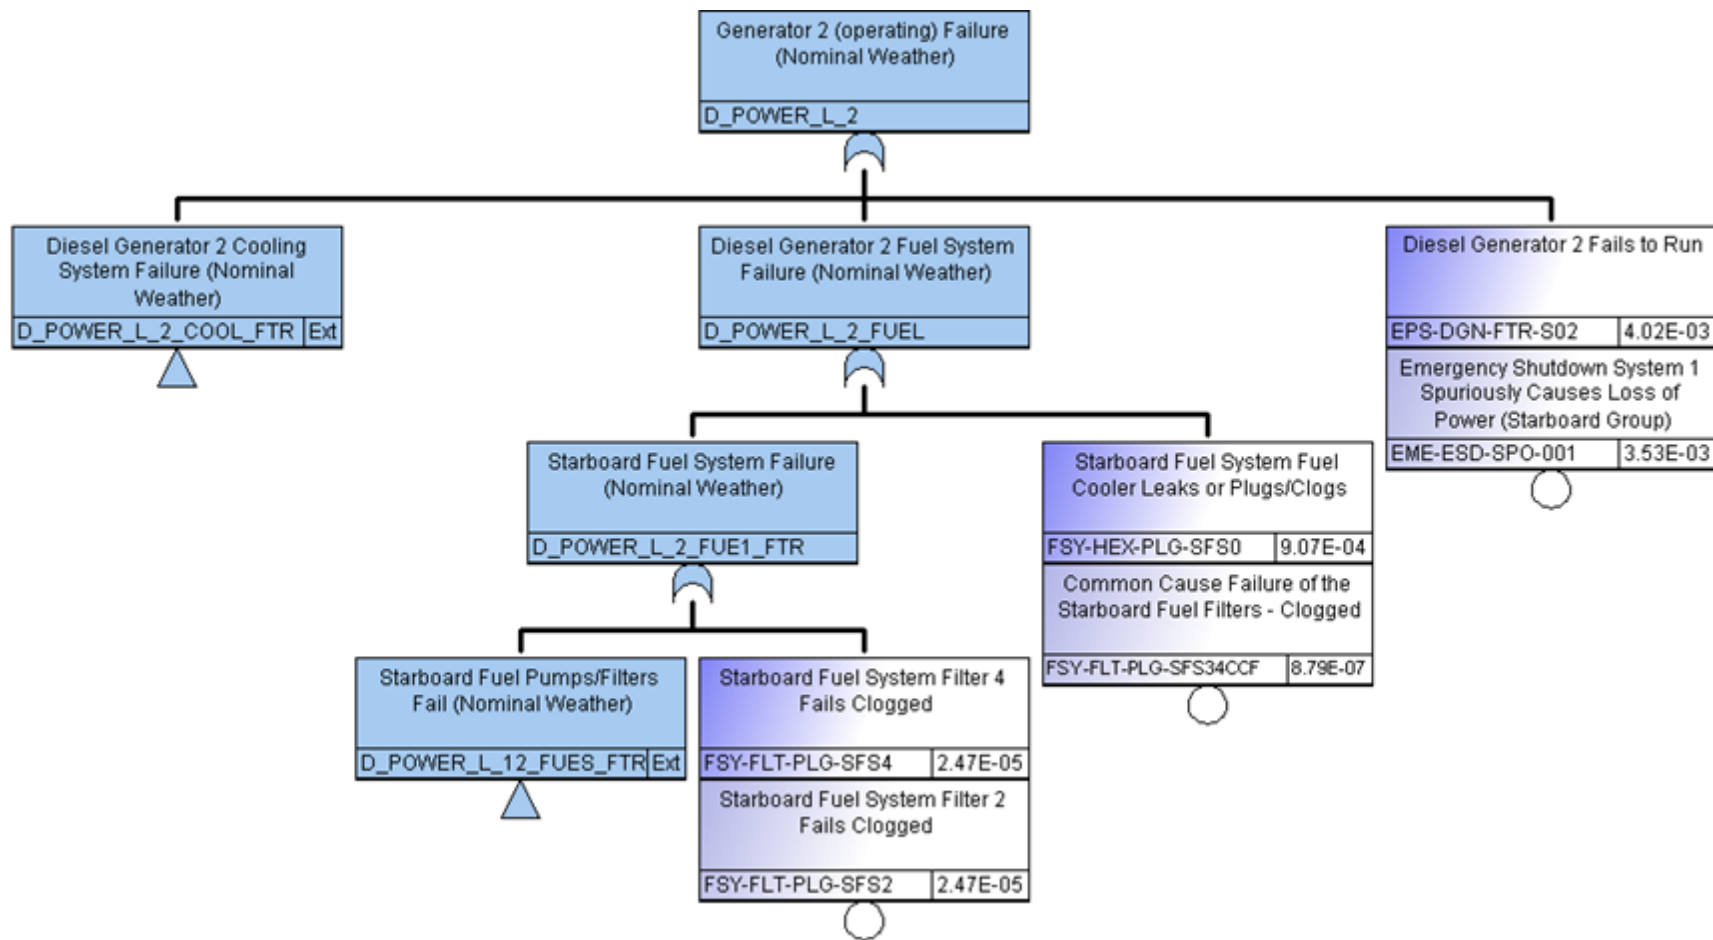 Generator 2 (operating) Failure
(Nominal Weather)
D_POWER_L_2
Diesel Generator 2 Cooling
System Failure (Nominal
Weather)
D_POWER_L_2_COOL_FTR Ext
Diesel Generator 2 Fuel System
Failure (Nominal Weather)
D_POWER_L_2_FUEL
Diesel Generator 2 Fails to Run
EPS-DGN-FTR-S02 4.02E-03
Emergency Shutdown System 1
Spuriously Causes Loss of
Power (Starboard Group)
EME-ESD-SPO-001 3.53E-03
Starboard Fuel System Failure
(Nominal Weather)
D_POWER_L_2_FUE1_FTR
Starboard Fuel System Fuel
Cooler Leaks or Plugs/Clogs
FSY-HEX-PLG-SFS0 9.07E-04
Common Cause Failure of the
Starboard Fuel Filters - Clogged
FSY-FLT-PLG-SFS34CCF 8.79E-07
Starboard Fuel Pumps/Filters
Fail (Nominal Weather)
D_POWER_L_12_FUES_FTR Ext
Starboard Fuel System Filter 4
Fails Clogged
FSY-FLT-PLG-SFS4 2.47E-05
Starboard Fuel System Filter 2
Fails Clogged
FSY-FLT-PLG-SFS2 2.47E-05